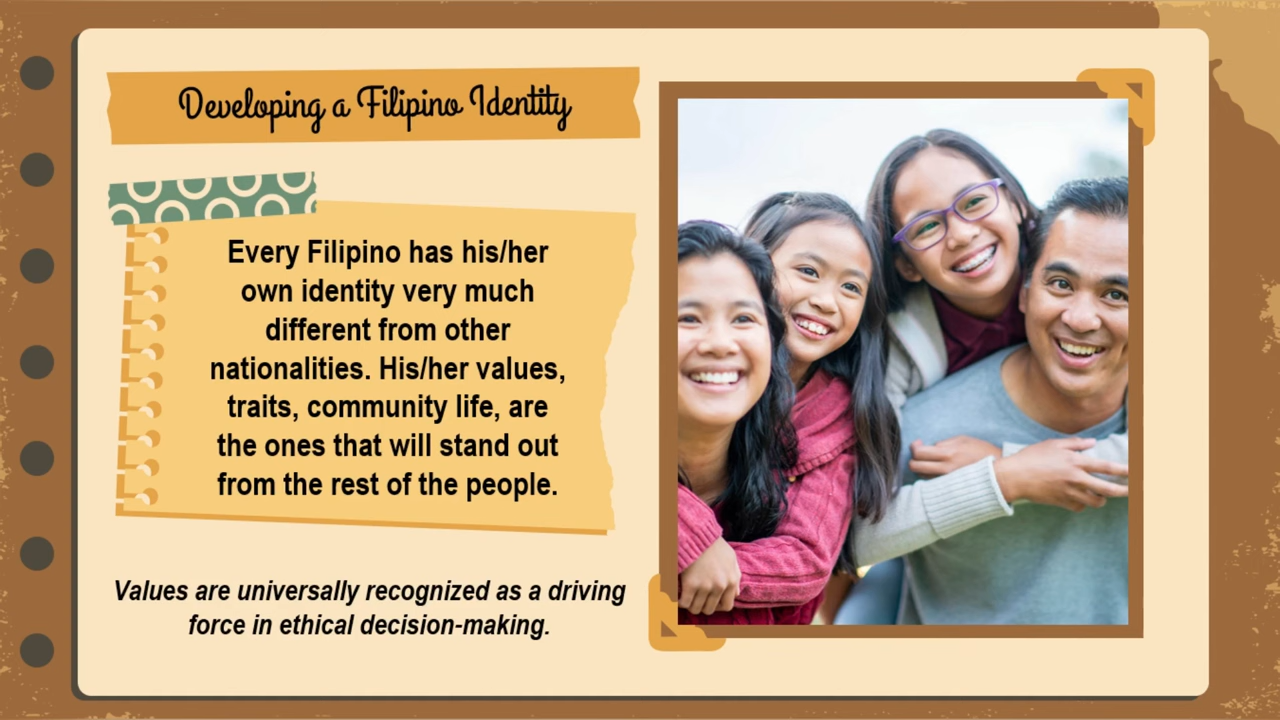 Developing a Filipino Identity
Every Filipino has his/her
own identity very much
different from other
nationalities. His/her values,
traits, community life, are
the ones that will stand out
from the rest of the people.
Values are universally recognized as a driving
force in ethical decision-making.